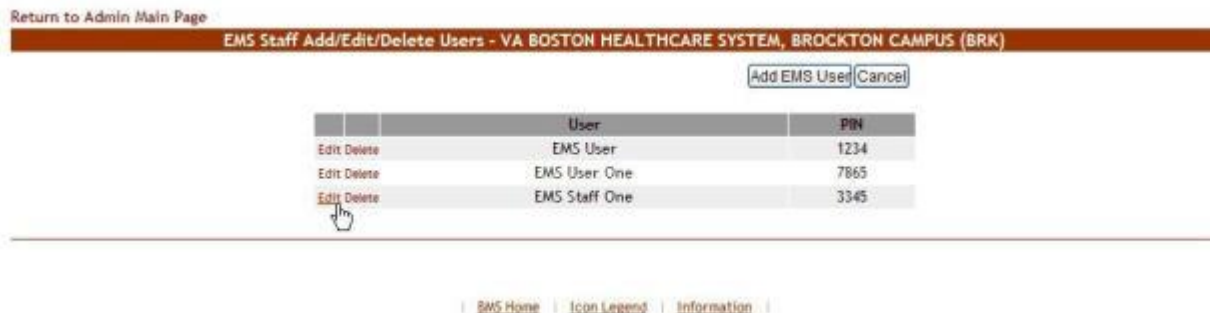 Return to Admin Main Page
EMS Staff Add/Edit/Delete Users - VA BOSTON HEALTHCARE SYSTEM, BROCKTON CAMPUS (BRK)
Add EMS User Cancel
User PIN
Edit Delete EMS User 1234
Edit Delete EMS User One 7865
Edit Delete EMS Staff One 3345
| BMS Home | Icon Legend | Information |